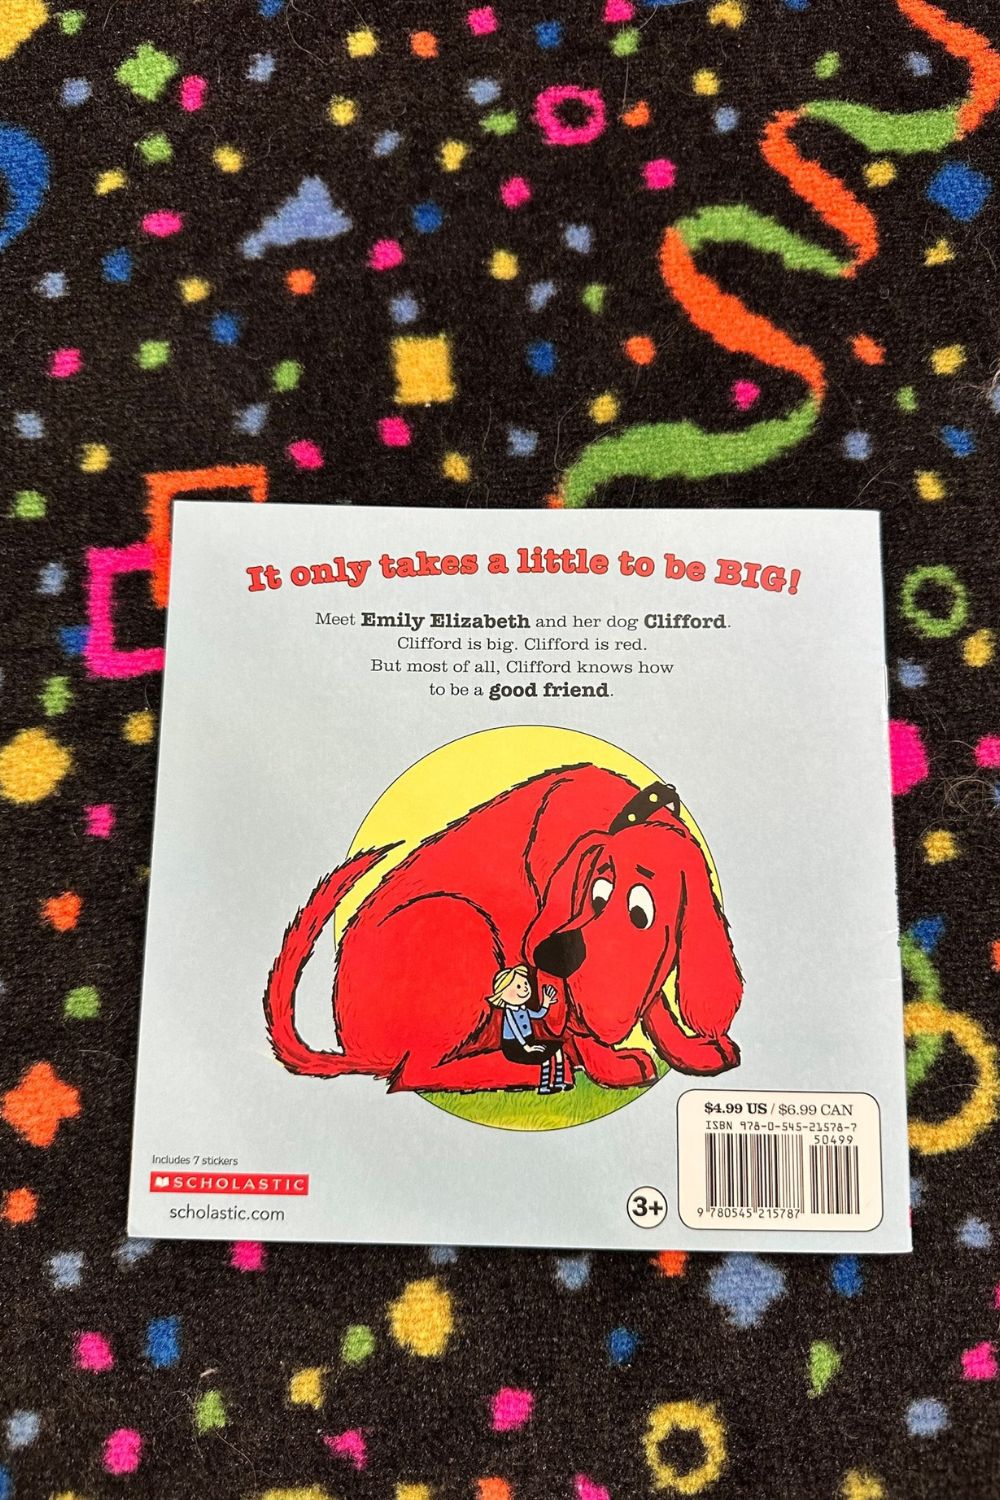 It only takes a little to be BIG!
Meet Emily Elizabeth and her dog Clifford.
Clifford is big. Clifford is red.
But most of all, Clifford knows how
to be a good friend.
$4.99 US / $6.99 CAN
ISBN 978-0-545-21578-7
50499
9 780545 215787
3+
Includes 7 stickers
SCHOLASTIC
scholastic.com